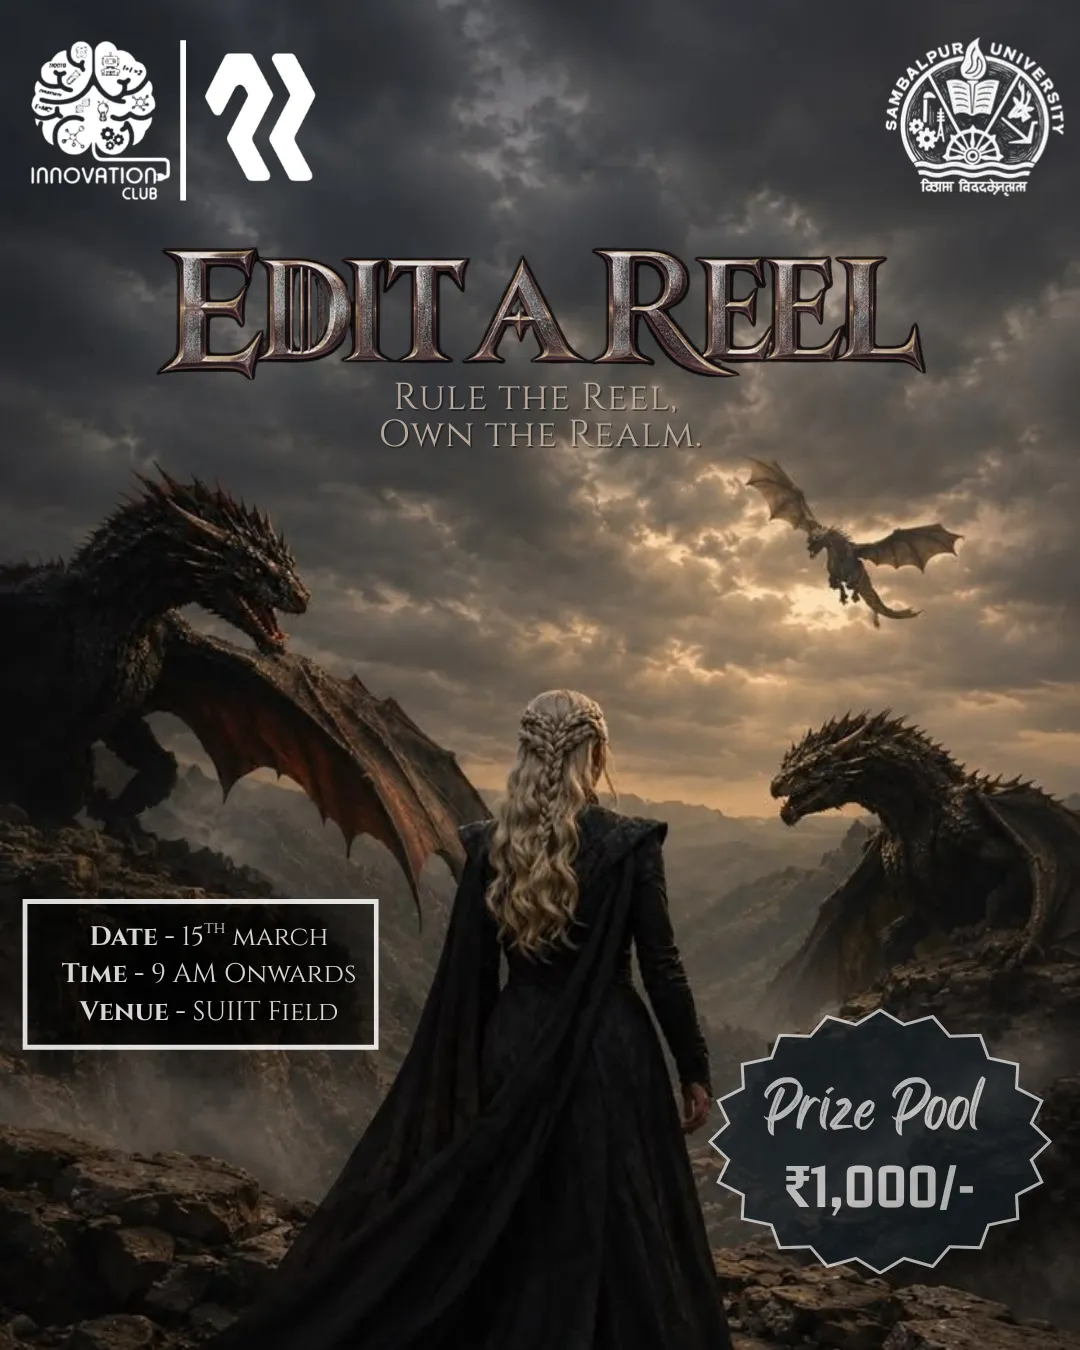 INNOVATION
CLUB
SAMBALPUR UNIVERSITY
EDIT A REEL
RULE THE REEL,
OWN THE REALM.
DATE - 15TH MARCH
TIME - 9 AM ONWARDS
VENUE - SUIIT FIELD
Prize Pool
₹1,000/-